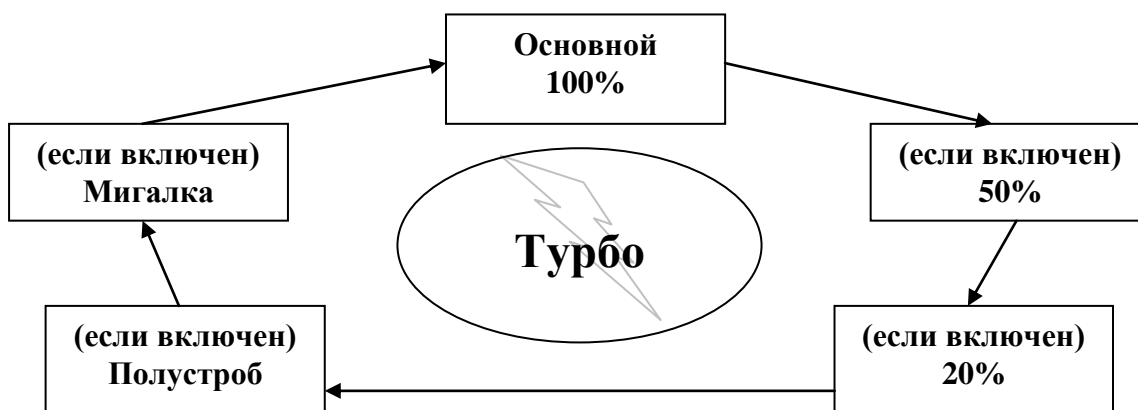 Основной
100%
(если включен)
Мигалка
(если включен)
50%
Турбо
(если включен)
Полустроб
(если включен)
20%